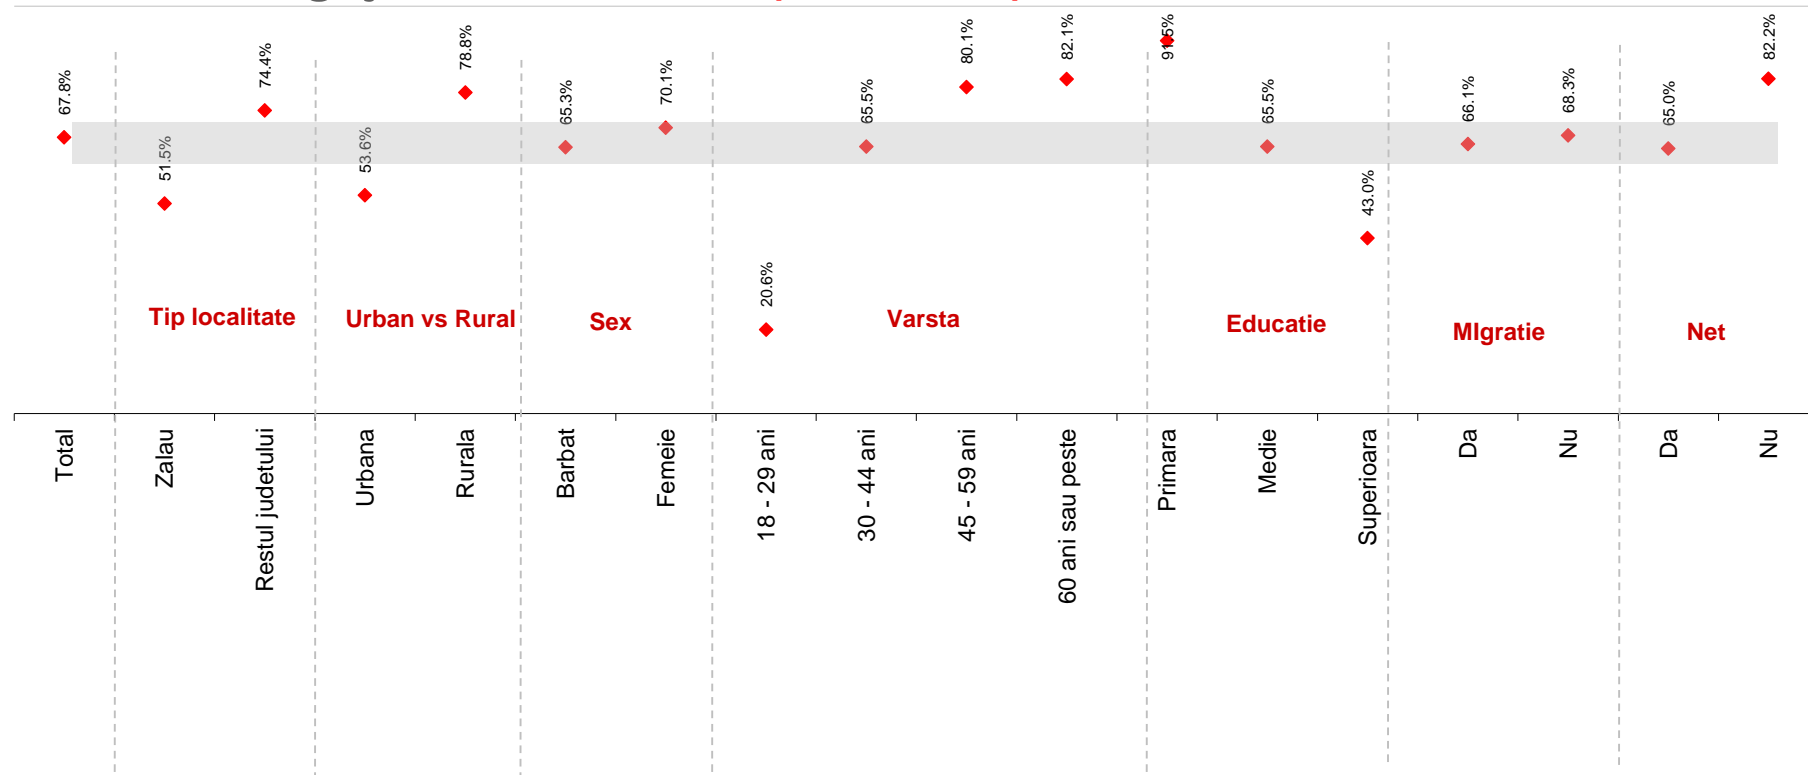 67.8%
51.5%
74.4%
53.6%
78.8%
65.3%
70.1%
20.6%
65.5%
80.1%
82.1%
91.5%
65.5%
43.0%
66.1%
68.3%
65.0%
82.2%
Tip localitate
Urban vs Rural
Sex
Varsta
Educatie
MIgratie
Net
Total
Zalau
Restul judetului
Urbana
Rurala
Barbat
Femeie
18 - 29 ani
30 - 44 ani
45 - 59 ani
60 ani sau peste
Primara
Medie
Superioara
Da
Nu
Da
Nu